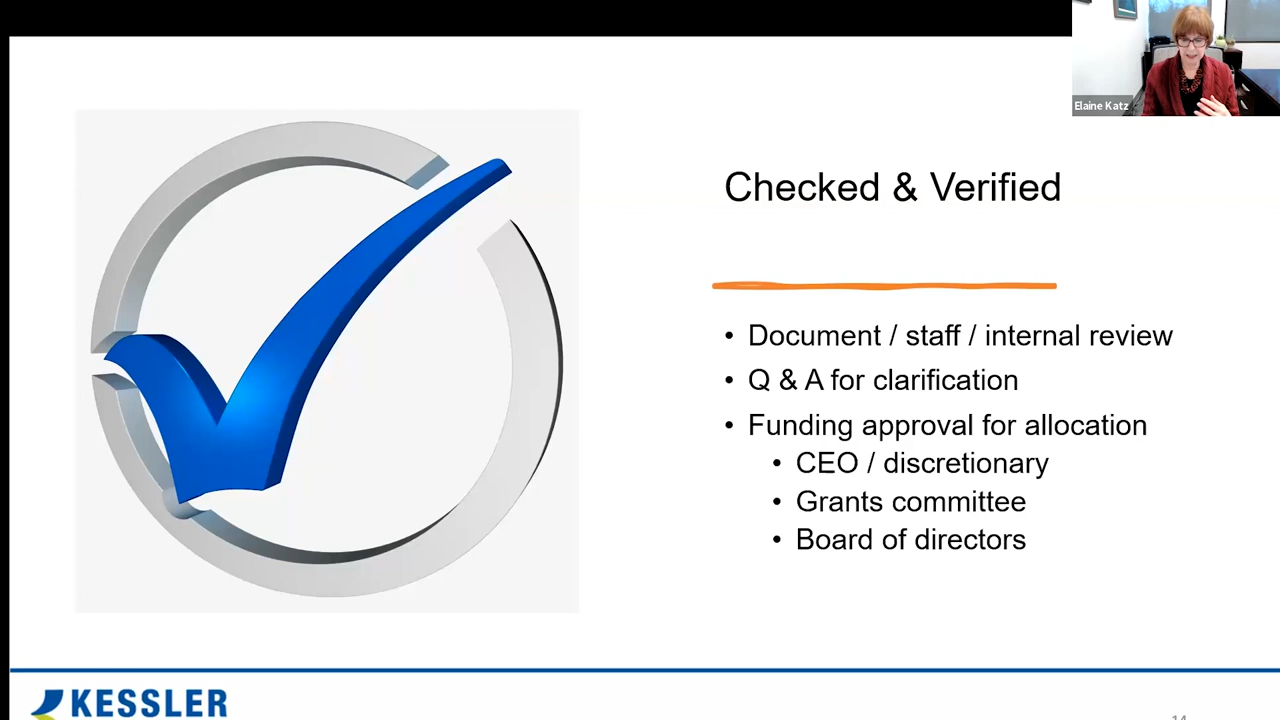 Elaine Katz
Checked & Verified
• Document / staff / internal review
• Q & A for clarification
• Funding approval for allocation
• CEO / discretionary
• Grants committee
• Board of directors
KESSLER
14